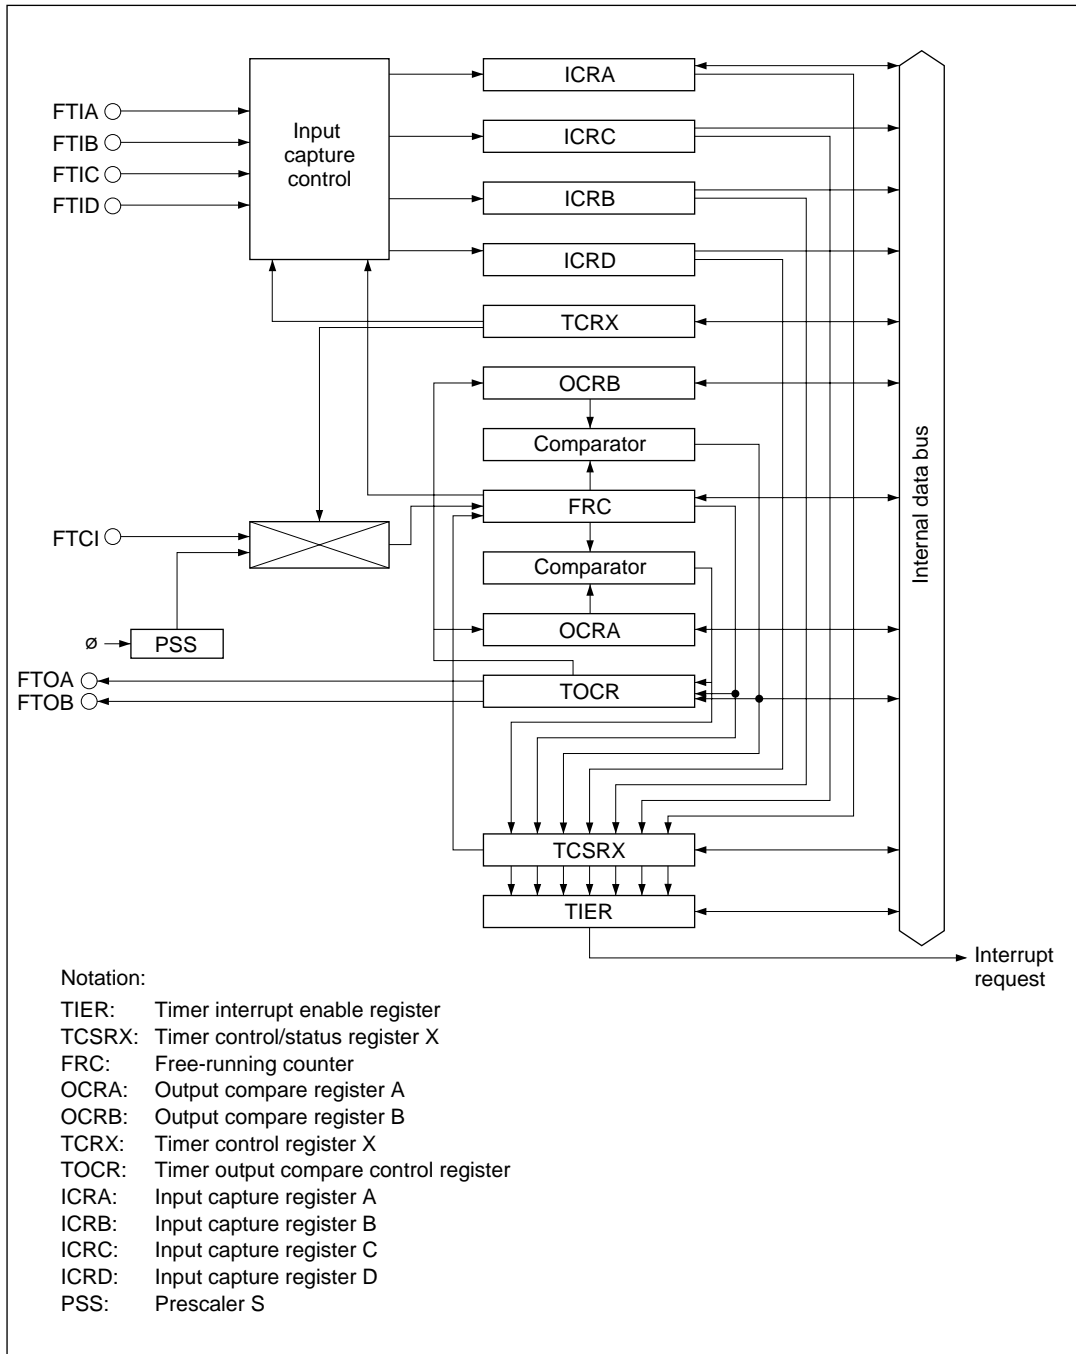 ICRA
FTIA
FTIB
FTIC
FTID
Input
capture
control
ICRC
ICRB
ICRD
TCRX
OCRB
Comparator
FRC
FTCI
Comparator
OCRA
ø
PSS
FTOA
FTOB
TOCR
Internal data bus
TCSRX
TIER
Interrupt
request
Notation:
TIER: Timer interrupt enable register
TCSRX: Timer control/status register X
FRC: Free-running counter
OCRA: Output compare register A
OCRB: Output compare register B
TCRX: Timer control register X
TOCR: Timer output compare control register
ICRA: Input capture register A
ICRB: Input capture register B
ICRC: Input capture register C
ICRD: Input capture register D
PSS: Prescaler S